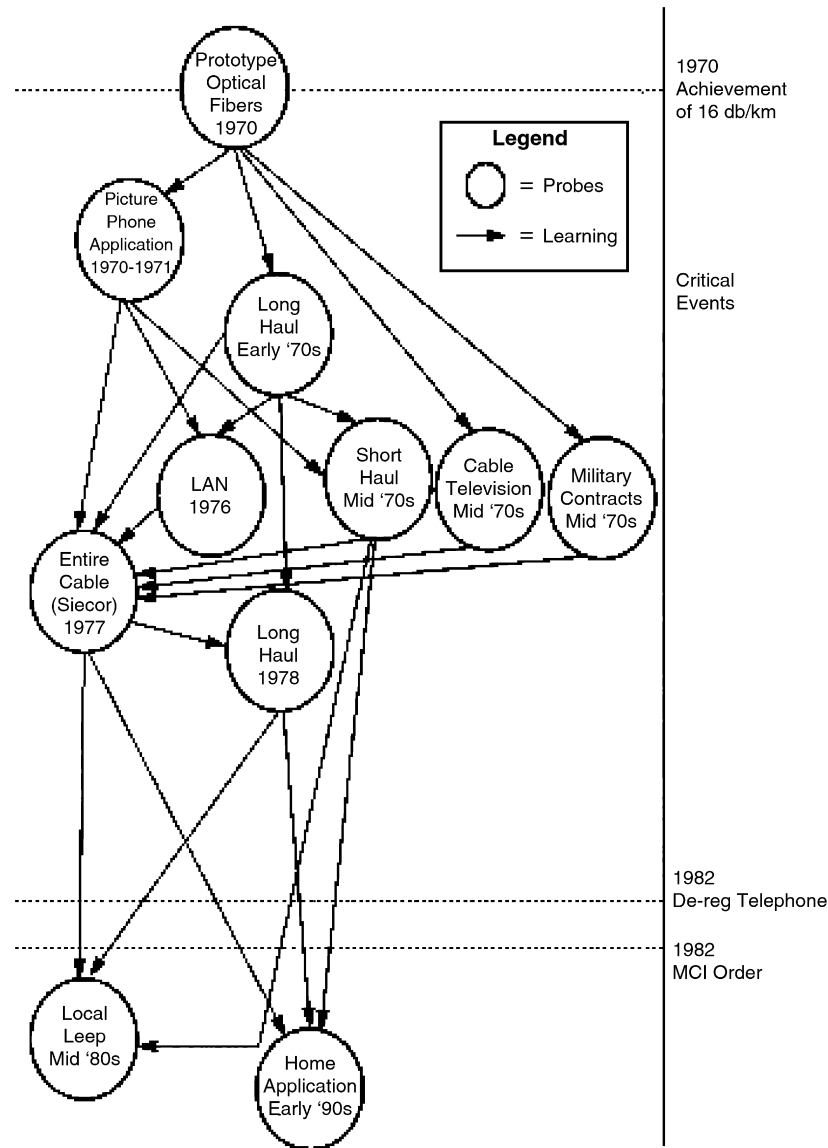 Prototype
Optical
Fibers
1970
1970
Achievement
of 16 db/km
Legend
= Probes
= Learning
Picture
Phone
Application
1970-1971
Critical
Events
Long
Haul
Early ‘70s
LAN
1976
Short
Haul
Mid ‘70s
Cable
Television
Mid ‘70s
Military
Contracts
Mid ‘70s
Entire
Cable
(Siecor)
1977
Long
Haul
1978
1982
De-reg Telephone
1982
MCI Order
Local
Leep
Mid ‘80s
Home
Application
Early ‘90s